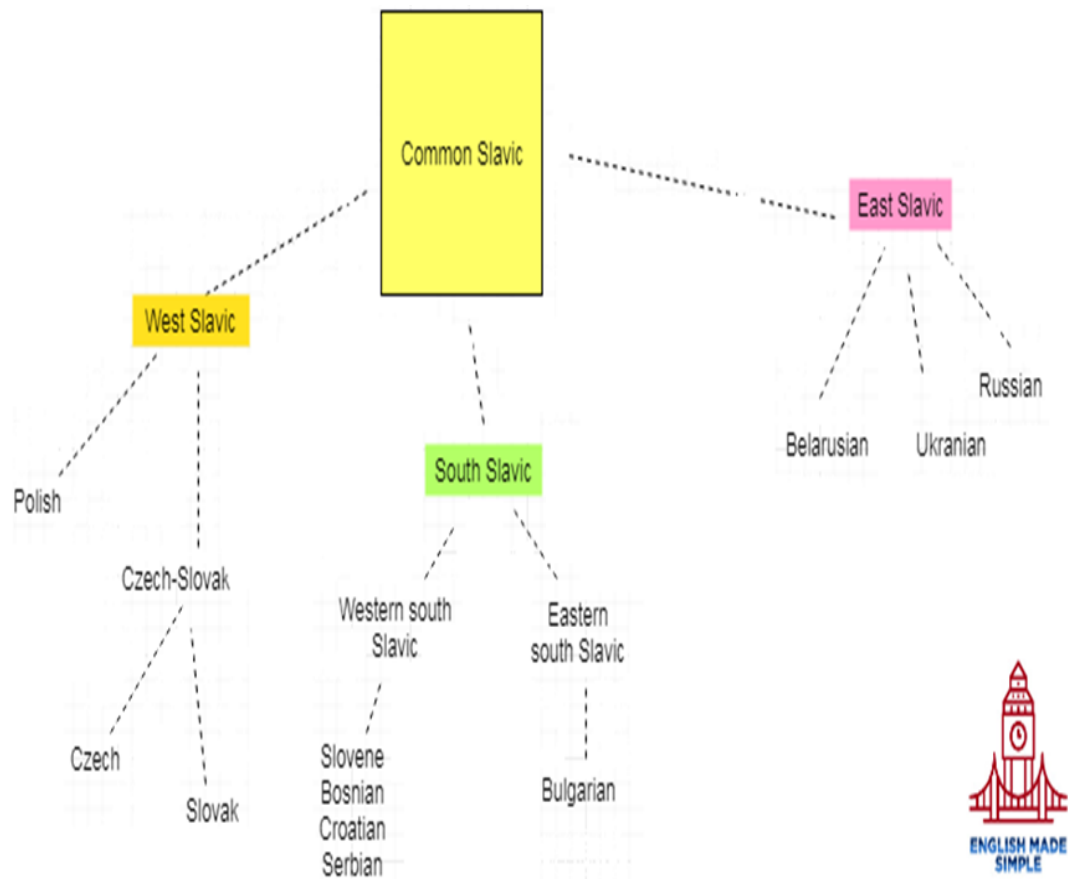 Common Slavic
East Slavic
West Slavic
Russian
Belarusian
Ukranian
South Slavic
Polish
Czech-Slovak
Western south
Slavic
Eastern
south Slavic
Czech
Slovak
Slovene
Bosnian
Croatian
Serbian
Bulgarian
ENGLISH MADE
SIMPLE